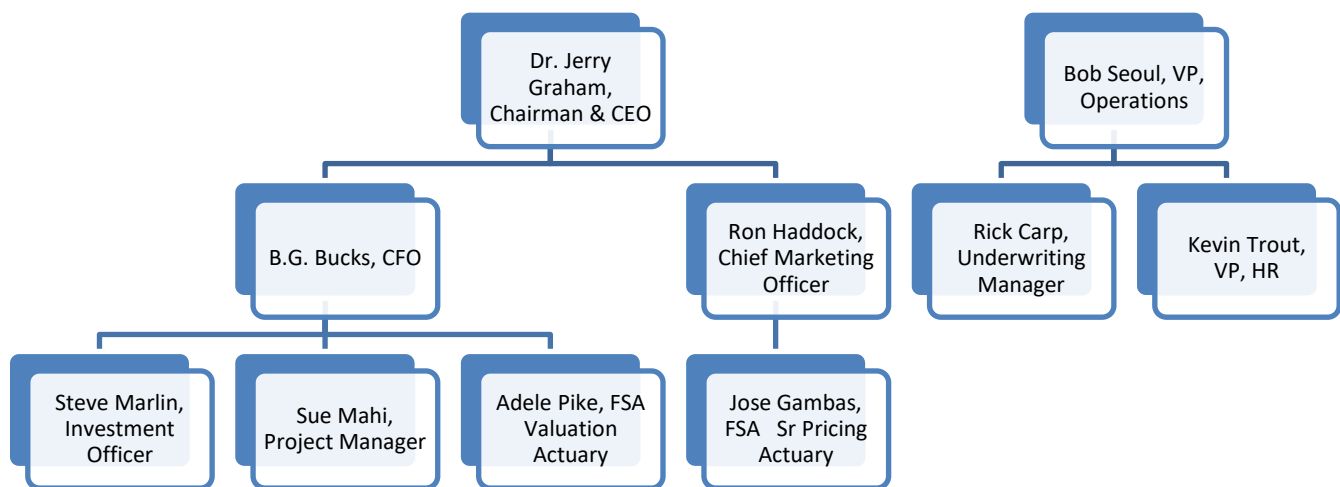 Dr. Jerry
Graham,
Chairman & CEO
Bob Seoul, VP,
Operations
B.G. Bucks, CFO
Ron Haddock,
Chief Marketing
Officer
Rick Carp,
Underwriting
Manager
Kevin Trout,
VP, HR
Steve Marlin,
Investment
Officer
Sue Mahi,
Project Manager
Adele Pike, FSA
Valuation
Actuary
Jose Gambas,
FSA Sr Pricing
Actuary